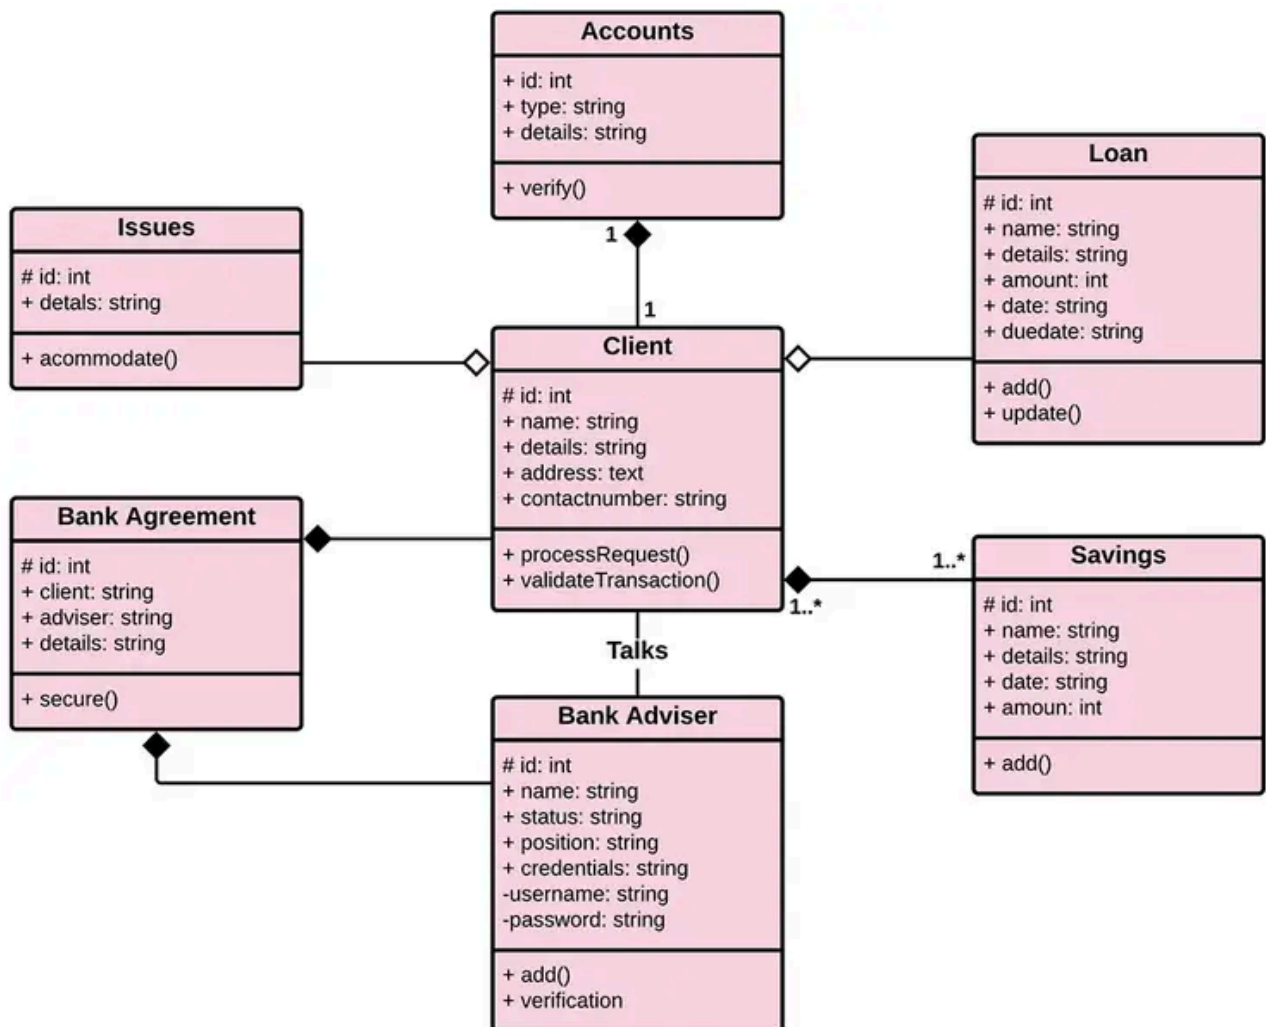 Accounts
+ id: int
+ type: string
+ details: string
+ verify()
1
1
Issues
# id: int
+ detals: string
+ acommodate()
Client
# id: int
+ name: string
+ details: string
+ address: text
+ contactnumber: string
+ processRequest()
+ validateTransaction()
Loan
# id: int
+ name: string
+ details: string
+ amount: int
+ date: string
+ duedate: string
+ add()
+ update()
Bank Agreement
# id: int
+ client: string
+ adviser: string
+ details: string
+ secure()
1..*
1..*
Savings
# id: int
+ name: string
+ details: string
+ date: string
+ amoun: int
+ add()
Talks
Bank Adviser
# id: int
+ name: string
+ status: string
+ position: string
+ credentials: string
-username: string
-password: string
+ add()
+ verification